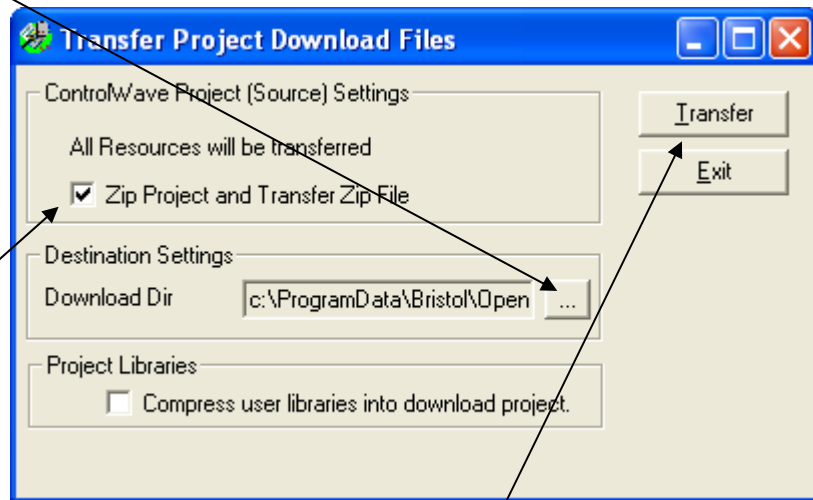 Transfer Project Download Files
ControlWave Project (Source) Settings
All Resources will be transferred
Zip Project and Transfer Zip File
Transfer
Exit
Destination Settings
Download Dir c:\ProgramData\Bristol\Open ...
Project Libraries
Compress user libraries into download project.